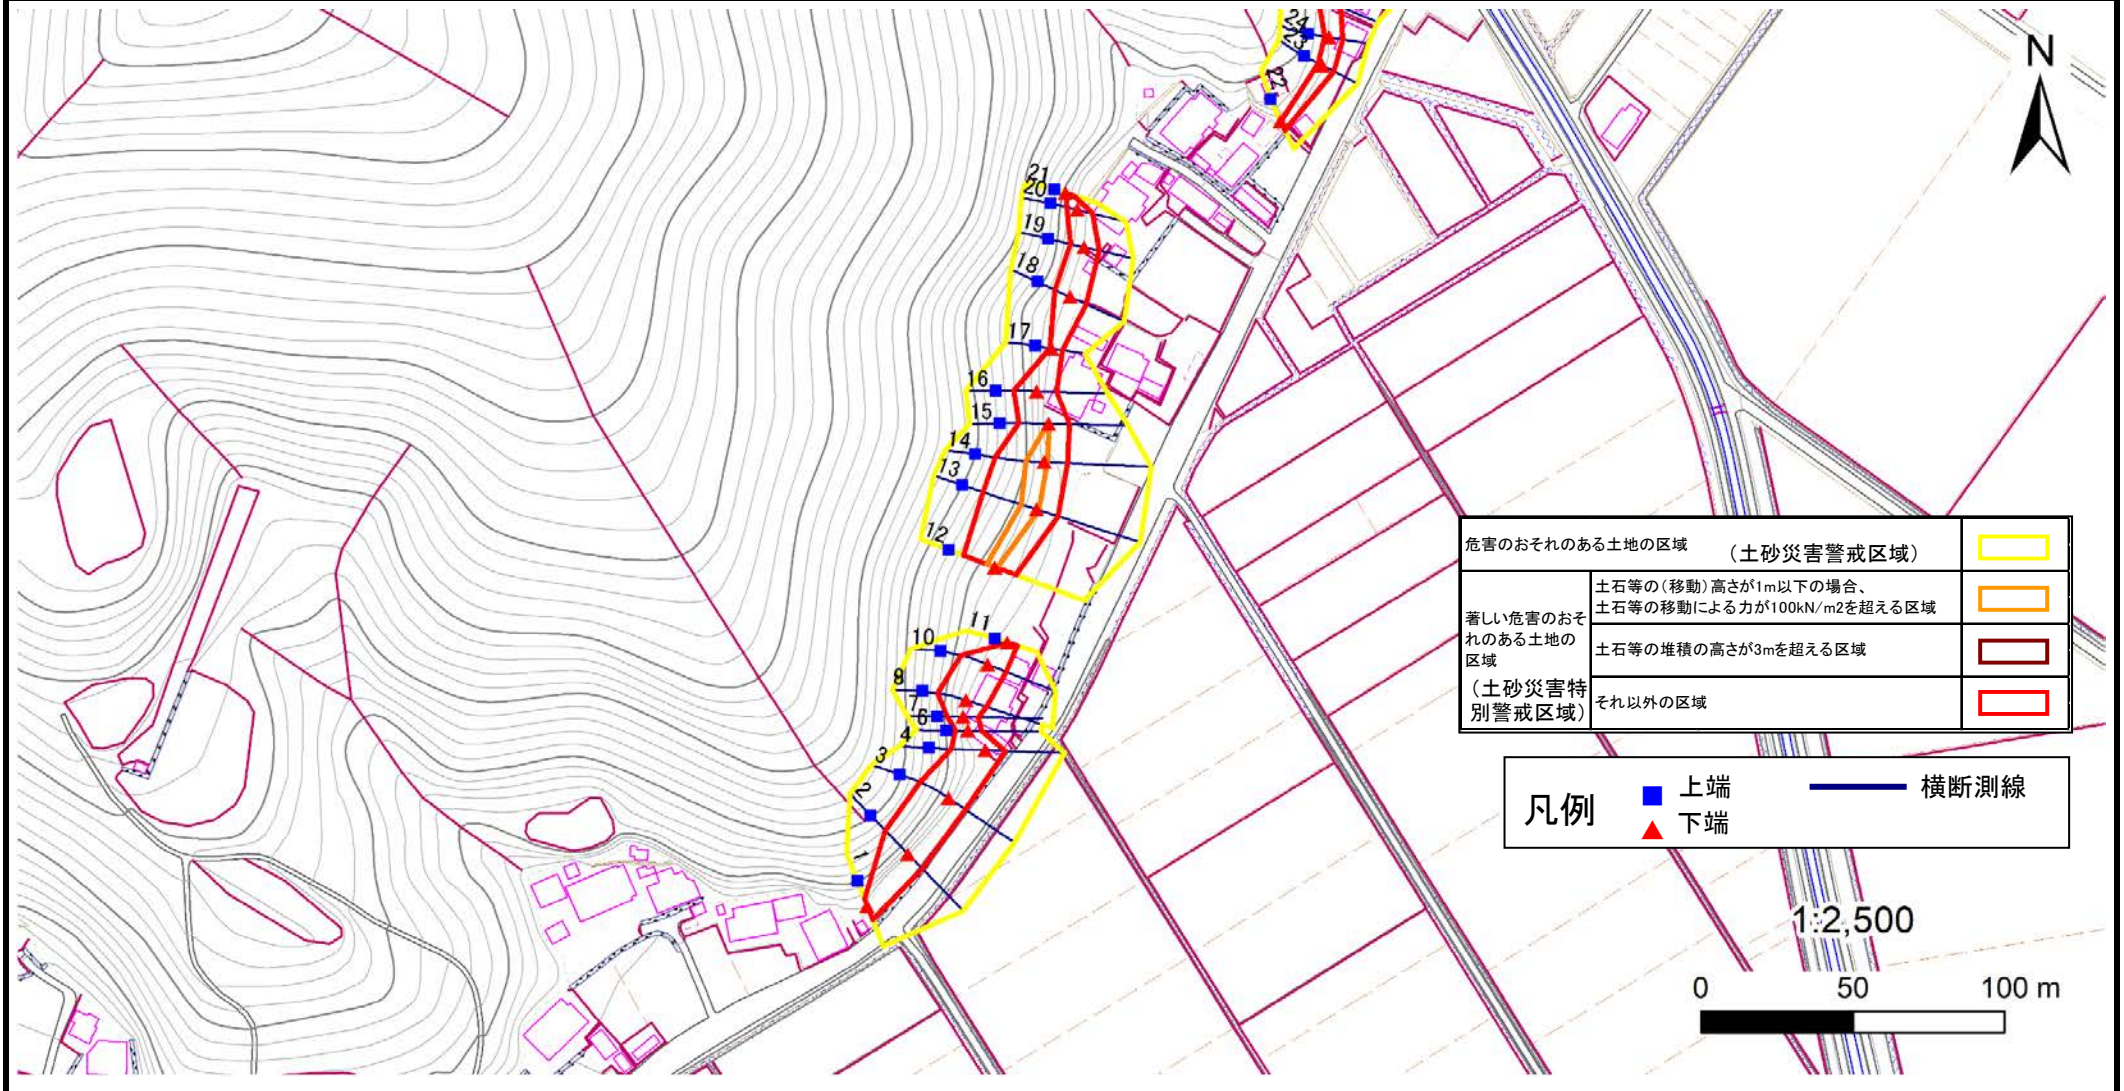 24
23
22
N
21
20
19
18
17
16
15
14
13
12
11
10
8
7
6
4
3
2
1
危害のおそれのある土地の区域 (土砂災害警戒区域)
著しい危害のおそ
れのある土地の
区域
(土砂災害特
別警戒区域)
土石等の(移動)高さが1m以下の場合、
土石等の移動による力が100kN/m2を超える区域
土石等の堆積の高さが3mを超える区域
それ以外の区域
凡例
上端
下端
横断測線
1:2,500
0 50 100 m